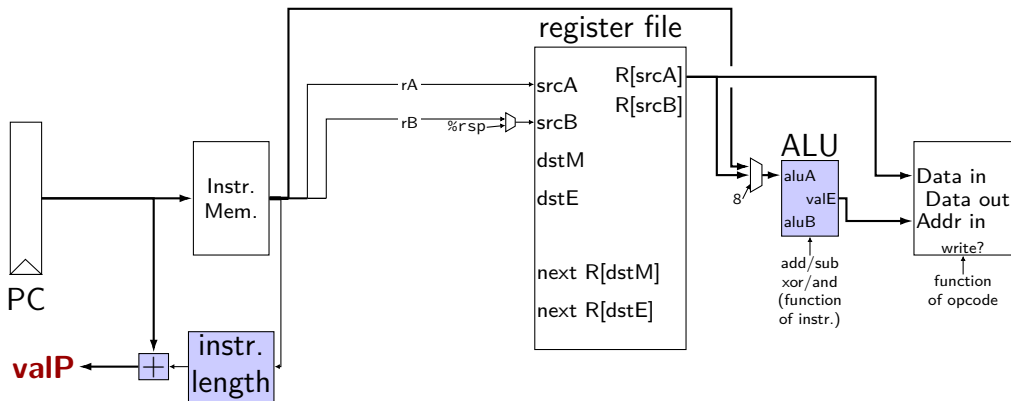 register file
srcA
R[srcA]
R[srcB]
srcB
dstM
dstE
next R[dstM]
next R[dstE]
rA
rB
%rsp
PC
Instr.
Mem.
instr.
length
+
valP
8
ALU
aluA
valE
aluB
add/sub
xor/and
(function
of instr.)
Data in
Data out
Addr in
write?
function
of opcode